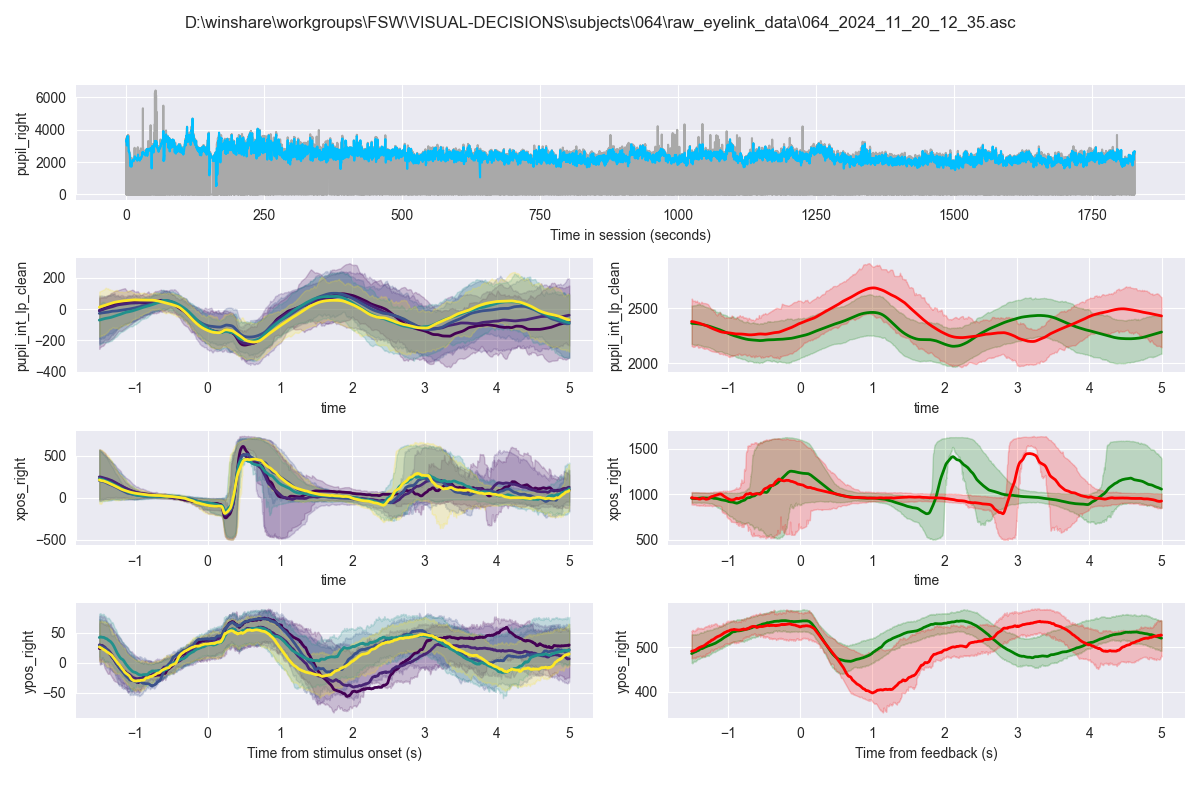 D:\winshare\workgroups\FSW\VISUAL-DECISIONS\subjects\064\raw_eyelink_data\064_2024_11_20_12_35.asc
pupil_right
6000
4000
2000
0
0 250 500 750 1000 1250 1500 1750
Time in session (seconds)
pupil_int_lp_clean
200
0
−200
−400
−1 0 1 2 3 4 5
time
pupil_int_lp_clean
2500
2000
−1 0 1 2 3 4 5
time
xpos_right
500
0
−500
−1 0 1 2 3 4 5
time
xpos_right
1500
1000
500
−1 0 1 2 3 4 5
time
ypos_right
50
0
−50
−1 0 1 2 3 4 5
Time from stimulus onset (s)
ypos_right
500
400
−1 0 1 2 3 4 5
Time from feedback (s)